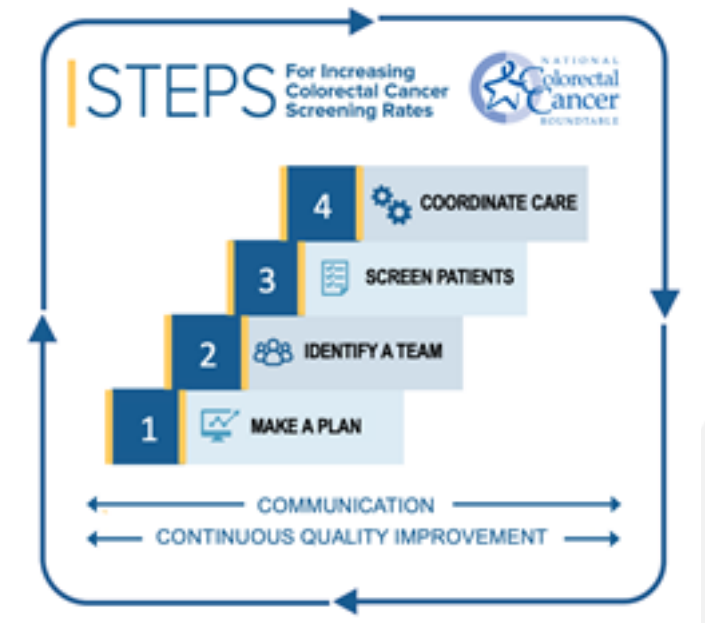 STEPS
For Increasing
Colorectal Cancer
Screening Rates
NATIONAL
Colorectal
Cancer
ROUNDTABLE
4 COORDINATE CARE
3 SCREEN PATIENTS
2 IDENTIFY A TEAM
1 MAKE A PLAN
COMMUNICATION
CONTINUOUS QUALITY IMPROVEMENT